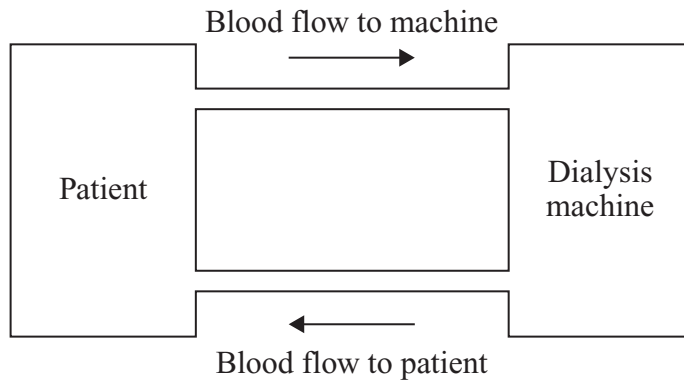 Blood flow to machine
Patient
Dialysis
machine
Blood flow to patient